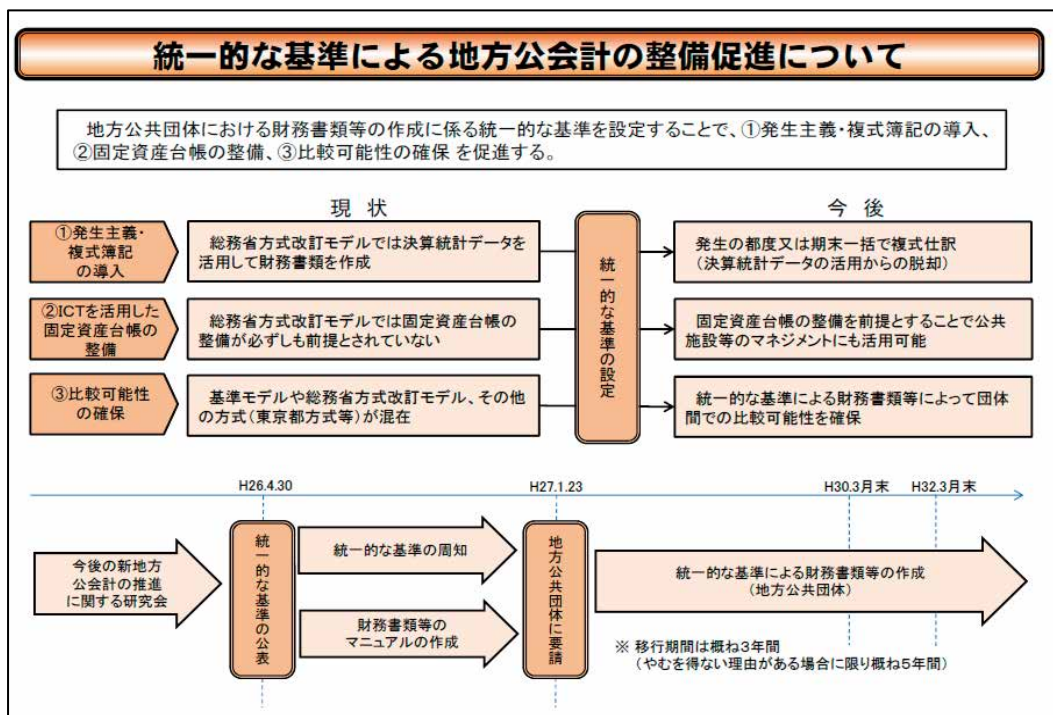 統一的な基準による地方公会計の整備促進について
地方公共団体における財務書類等の作成に係る統一的な基準を設定することで、①発生主義・複式簿記の導入、
②固定資産台帳の整備、③比較可能性の確保 を促進する。
現 状
今 後
①発生主義・
複式簿記
の導入
総務省方式改訂モデルでは決算統計データを
活用して財務書類を作成
統一的な基準の設定
発生の都度又は期末一括で複式仕訳
（決算統計データの活用からの脱却）
②ICTを活用した
固定資産台帳の
整備
総務省方式改訂モデルでは固定資産台帳の
整備が必ずしも前提とされていない
固定資産台帳の整備を前提とすることで公共
施設等のマネジメントにも活用可能
③比較可能性
の確保
基準モデルや総務省方式改訂モデル、その他
の方式（東京都方式等）が混在
統一的な基準による財務書類等によって団体
間での比較可能性を確保
H26.4.30
H27.1.23
H30.3月末
H32.3月末
今後の新地方
公会計の推進
に関する研究会
統一的な基準の公表
統一的な基準の周知
財務書類等の
マニュアルの作成
地方公共団体に要請
統一的な基準による財務書類等の作成
（地方公共団体）
※ 移行期間は概ね３年間
（やむを得ない理由がある場合に限り概ね５年間）